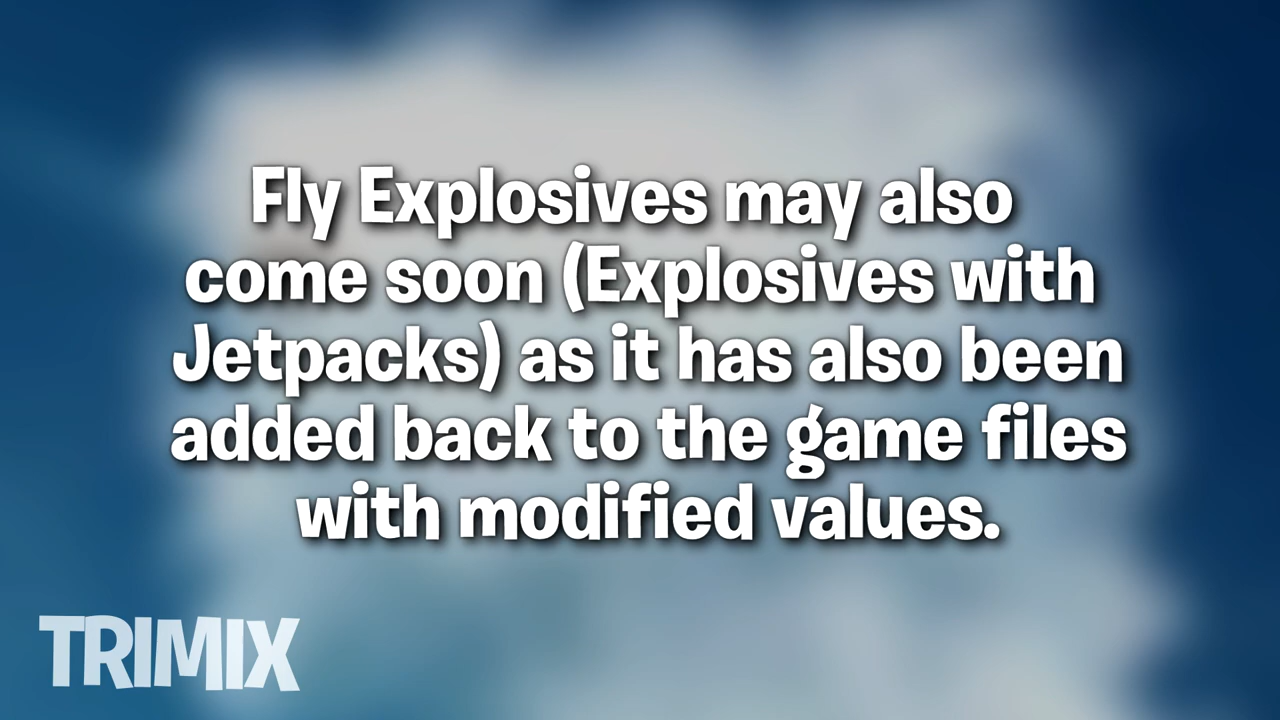 Fly Explosives may also
come soon (Explosives with
Jetpacks) as it has also been
added back to the game files
with modified values.
TRIMIX